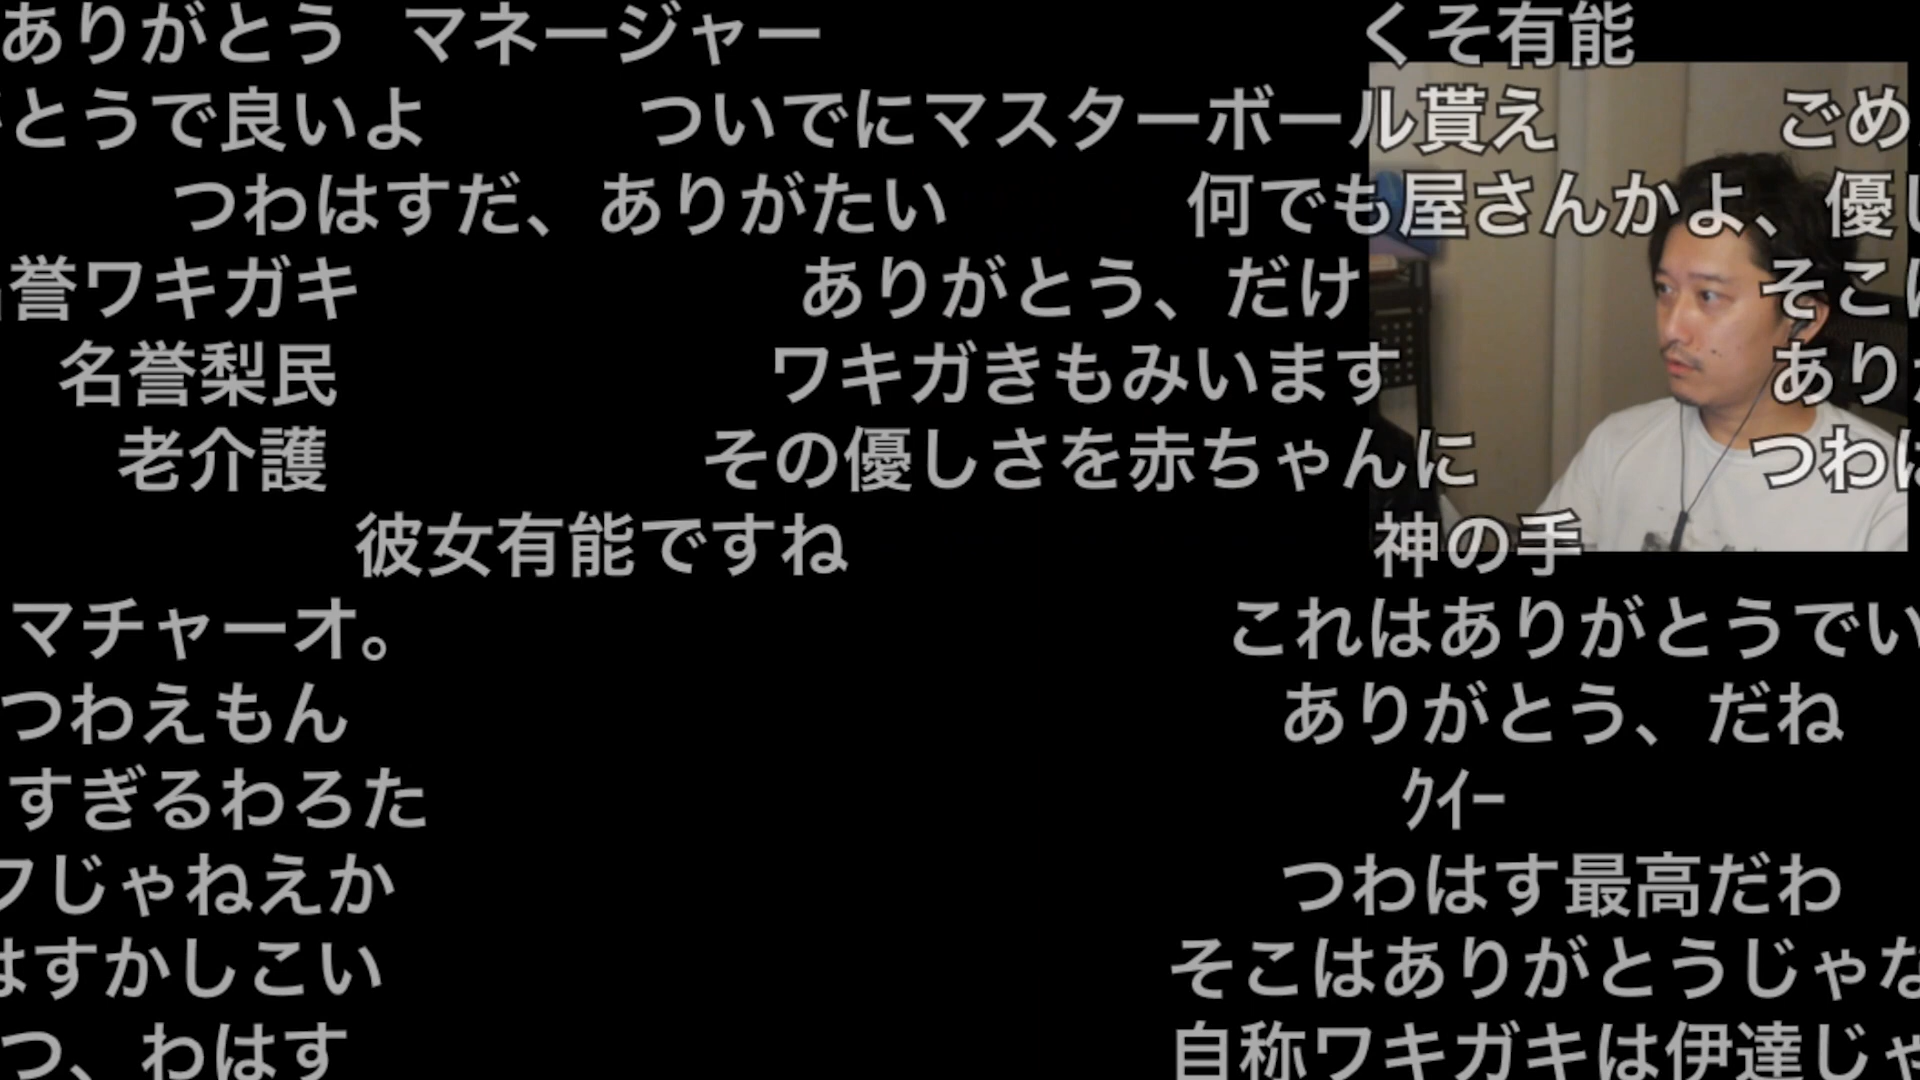 ありがとう マネージャー くそ有能
がとうで良いよ ついでにマスターボール貰え ごめ
つわはすだ、ありがたい 何でも屋さんかよ、優し
名誉ワキガキ ありがとう、だけ そこは
名誉梨民 ワキガきもみいます ありが
老介護 その優しさを赤ちゃんに つわは
彼女有能ですね 神の手
マチャーオ。 これはありがとうでい
つわえもん ありがとう、だね
すぎるわろた ｸｲｰ
フじゃねえか つわはす最高だわ
はすかしこい そこはありがとうじゃな
つ、わはす 自称ワキガキは伊達じゃ